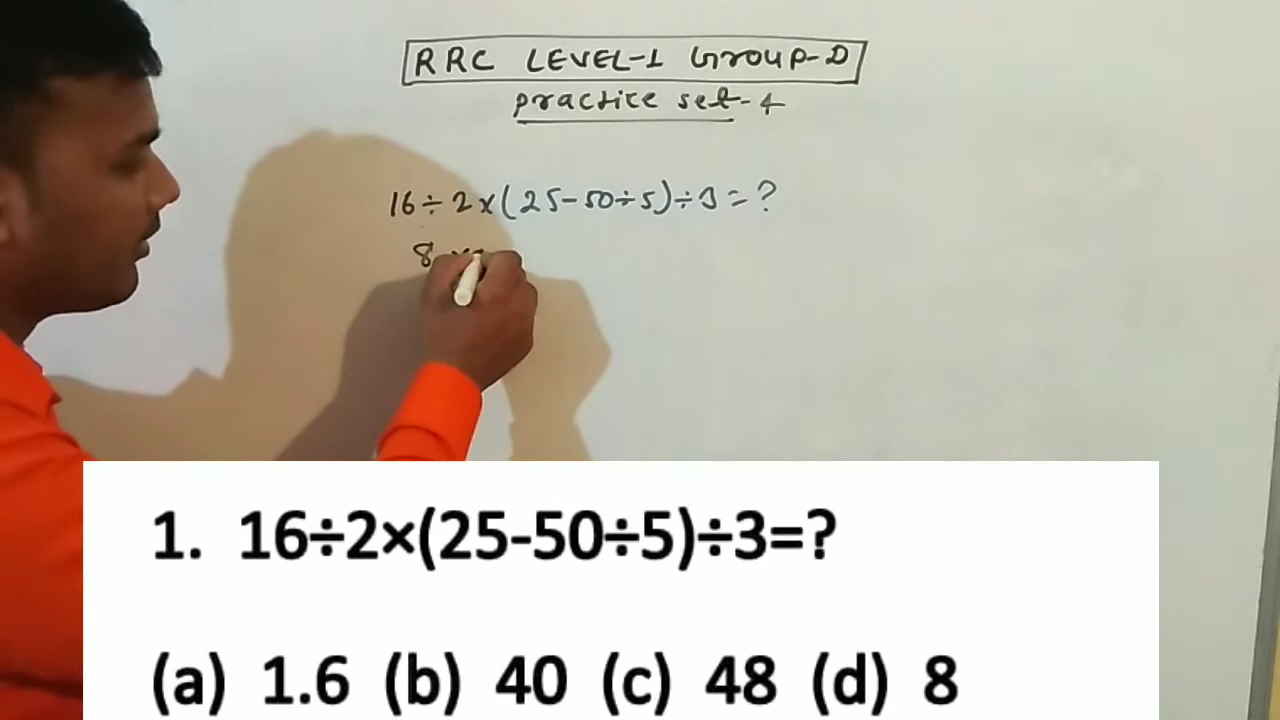 RRC LEVEL-1 GROUP-D
practice set-4
16÷2×(25-50÷5)÷3=?
8
1. 16÷2×(25-50÷5)÷3=?
(a) 1.6 (b) 40 (c) 48 (d) 8